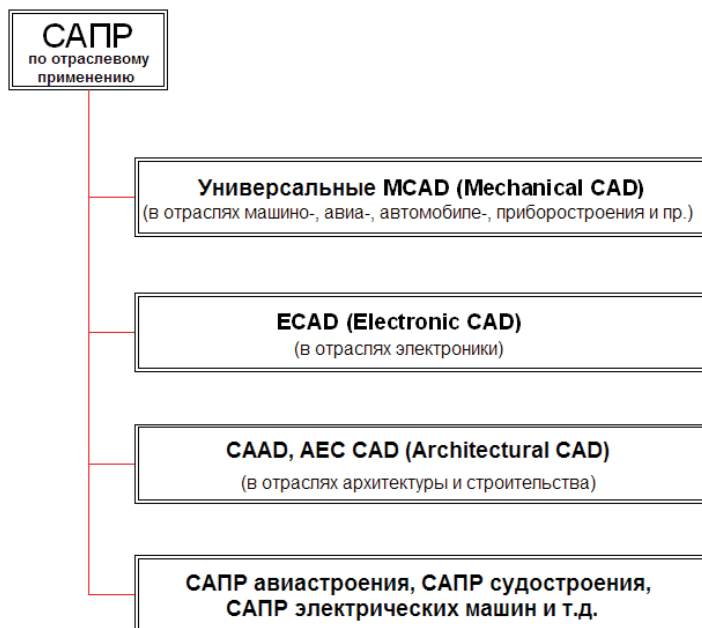 САПР
по отраслевому
применению
Универсальные MCAD (Mechanical CAD)
(в отраслях машино-, авиа-, автомобиле-, приборостроения и пр.)
ECAD (Electronic CAD)
(в отраслях электроники)
CAAD, AEC CAD (Architectural CAD)
(в отраслях архитектуры и строительства)
САПР авиастроения, САПР судостроения,
САПР электрических машин и т.д.